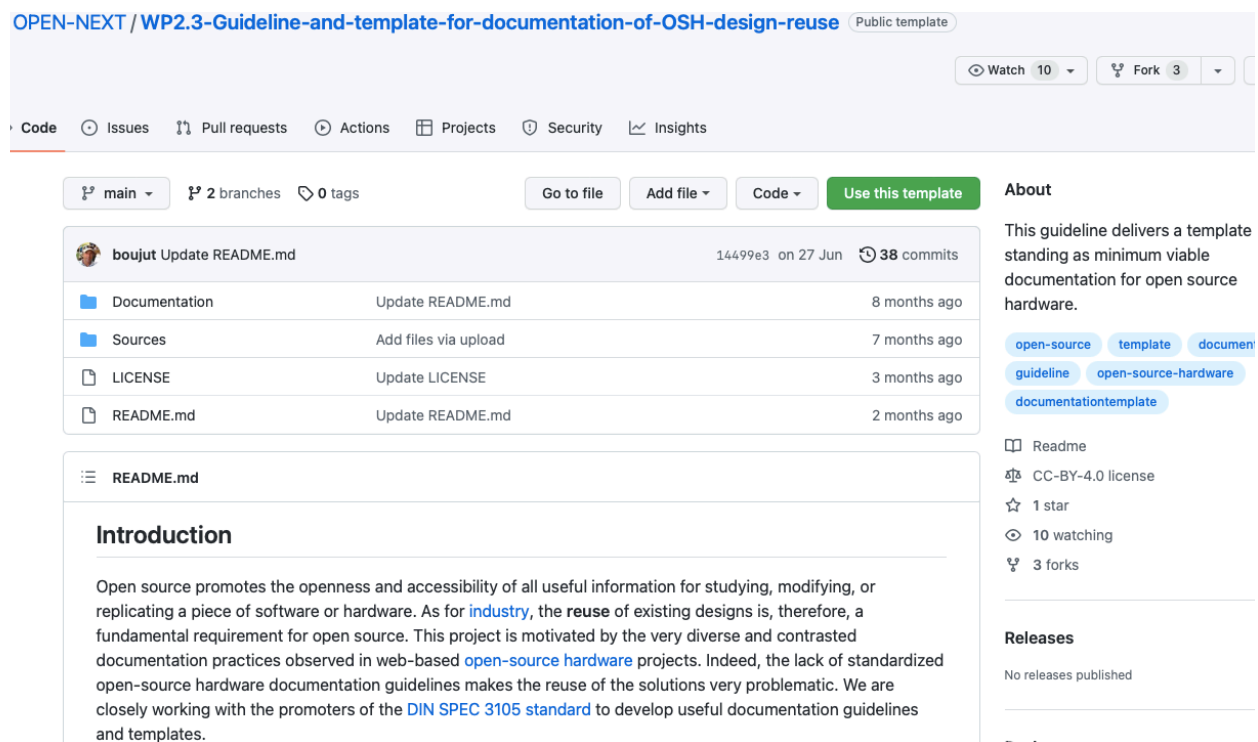 OPEN-NEXT / WP2.3-Guideline-and-template-for-documentation-of-OSH-design-reuse Public template
Watch 10 Fork 3
Code Issues Pull requests Actions Projects Security Insights
main 2 branches 0 tags Go to file Add file Code Use this template
boujut Update README.md 14499e3 on 27 Jun 38 commits
Documentation Update README.md 8 months ago
Sources Add files via upload 7 months ago
LICENSE Update LICENSE 3 months ago
README.md Update README.md 2 months ago
README.md
Introduction
Open source promotes the openness and accessibility of all useful information for studying, modifying, or
replicating a piece of software or hardware. As for industry, the reuse of existing designs is, therefore, a
fundamental requirement for open source. This project is motivated by the very diverse and contrasted
documentation practices observed in web-based open-source hardware projects. Indeed, the lack of standardized
open-source hardware documentation guidelines makes the reuse of the solutions very problematic. We are
closely working with the promoters of the DIN SPEC 3105 standard to develop useful documentation guidelines
and templates.
About
This guideline delivers a template
standing as minimum viable
documentation for open source
hardware.
open-source template document
guideline open-source-hardware
documentationtemplate
Readme
CC-BY-4.0 license
1 star
10 watching
3 forks
Releases
No releases published